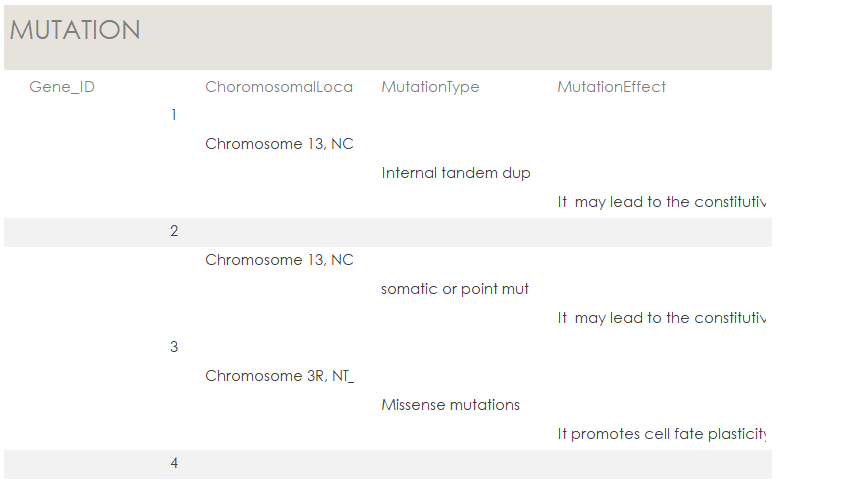 MUTATION
Gene_ID ChoromosomalLoca MutationType MutationEffect
1
Chromosome 13, NC
Internal tandem dup
It may lead to the constitutiv
2
Chromosome 13, NC
somatic or point mut
It may lead to the constitutiv
3
Chromosome 3R, NT_
Missense mutations
It promotes cell fate plasticity
4